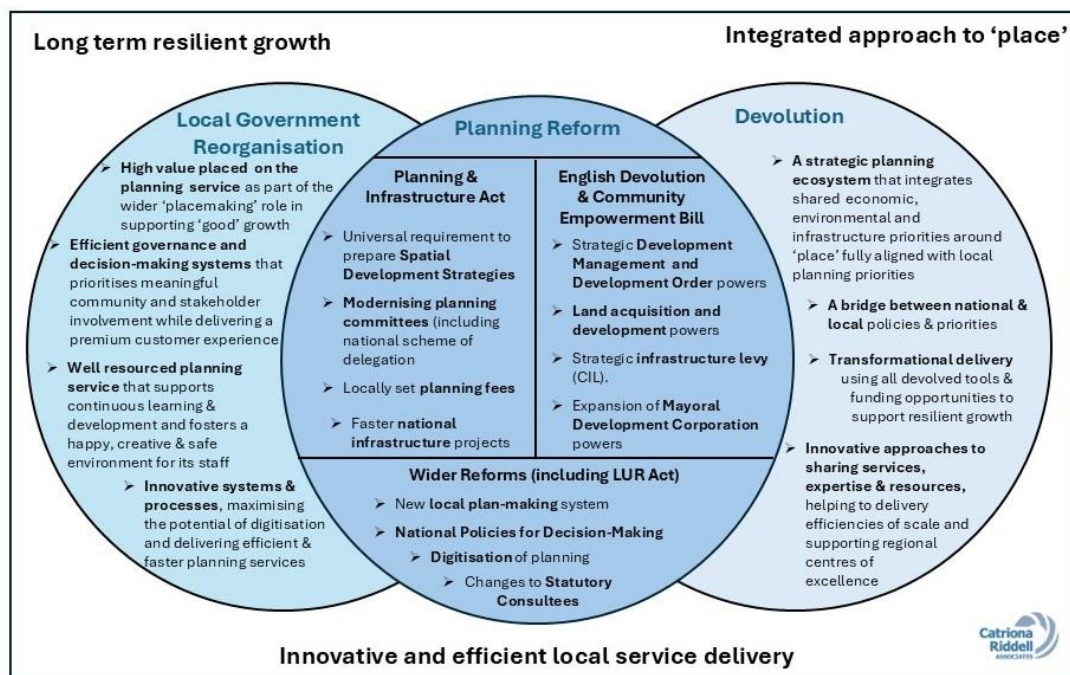 Long term resilient growth
Integrated approach to ‘place’
Local Government
Reorganisation
➢ High value placed on the
planning service as part of the
wider ‘placemaking’ role in
supporting ‘good’ growth
➢ Efficient governance and
decision-making systems that
prioritises meaningful
community and stakeholder
involvement while delivering a
premium customer experience
➢ Well resourced planning
service that supports
continuous learning &
development and fosters a
happy, creative & safe
environment for its staff
➢ Innovative systems &
processes, maximising
the potential of digitisation
and delivering efficient &
faster planning services
Planning Reform
Planning &
Infrastructure Act
➢ Universal requirement to
prepare Spatial
Development Strategies
➢ Modernising planning
committees (including
national scheme of
delegation
➢ Locally set planning fees
➢ Faster national
infrastructure projects
English Devolution
& Community
Empowerment Bill
➢ Strategic Development
Management and
Development Order powers
➢ Land acquisition and
development powers
➢ Strategic infrastructure levy
(CIL).
➢ Expansion of Mayoral
Development Corporation
powers
Wider Reforms (including LUR Act)
➢ New local plan-making system
➢ National Policies for Decision-Making
➢ Digitisation of planning
➢ Changes to Statutory
Consultees
Devolution
➢ A strategic planning
ecosystem that integrates
shared economic,
environmental and
infrastructure priorities around
‘place’ fully aligned with local
planning priorities
➢ A bridge between national &
local policies & priorities
➢ Transformational delivery
using all devolved tools &
funding opportunities to
support resilient growth
➢ Innovative approaches to
sharing services,
expertise & resources,
helping to delivery
efficiencies of scale and
supporting regional
centres of
excellence
Innovative and efficient local service delivery
Catriona
Riddell
ASSOCIATES